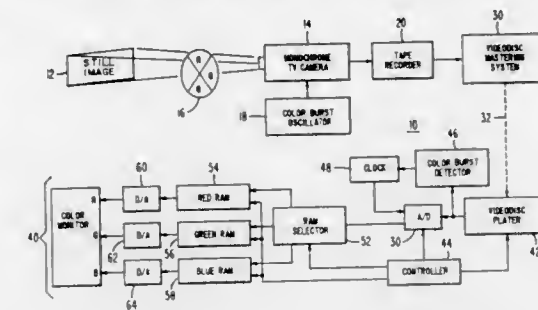 14
20
30
STILL IMAGE
12
R
G
B
16
MONOCHROME TV CAMERA
TAPE RECORDER
VIDEODISC MASTERING SYSTEM
18
COLOR BURST OSCILLATOR
10
32
46
48
CLOCK
COLOR BURST DETECTOR
60
54
40
COLOR MONITOR
R
D/A
RED RAM
RAM SELECTOR
A/D
VIDEODISC PLAYER
G
62
D/A
56
GREEN RAM
52
50
44
42
B
D/A
BLUE RAM
CONTROLLER
64
58